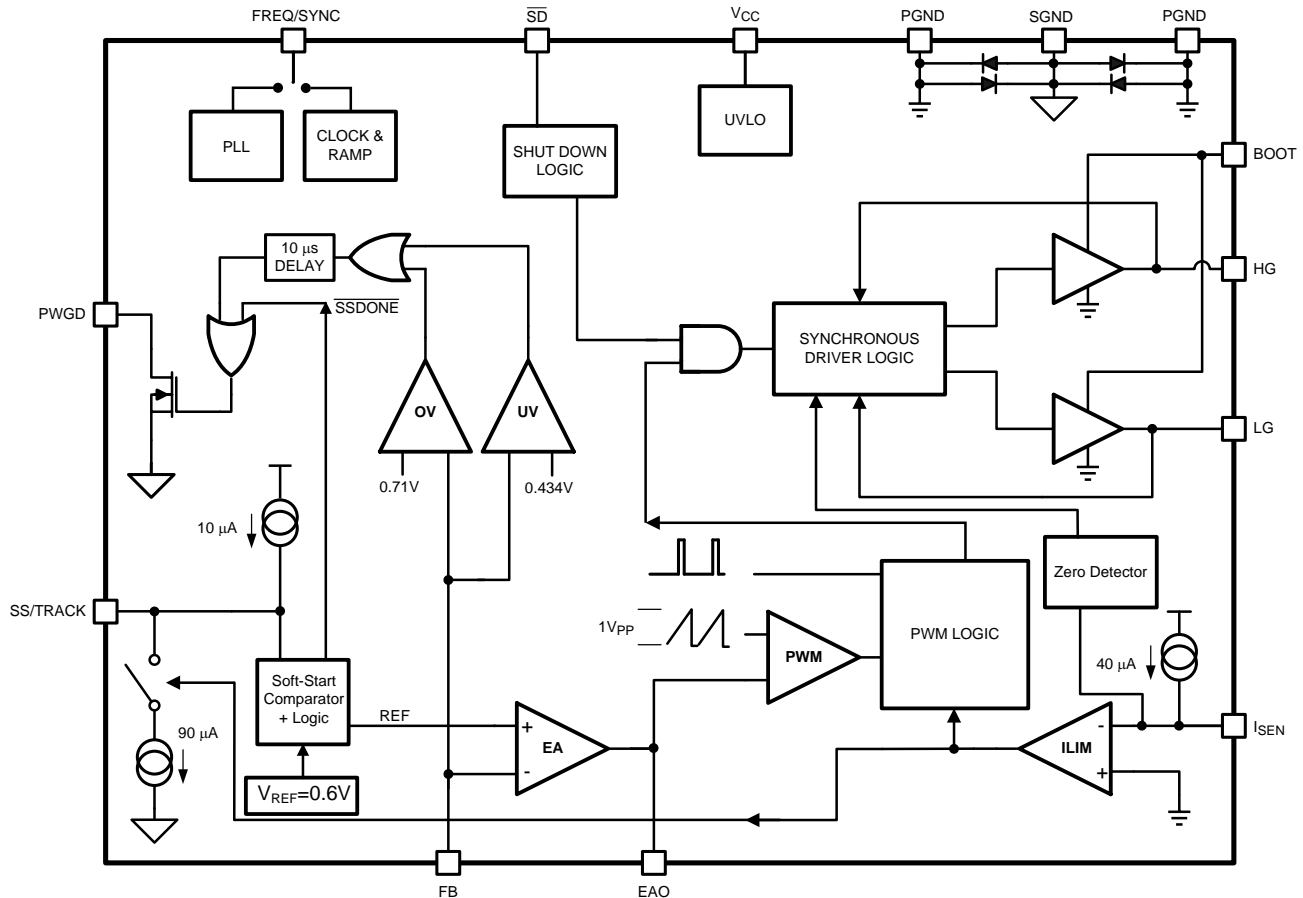 FREQ/SYNC
SD
VCC
PGND
SGND
PGND
PLL
CLOCK &
RAMP
SHUT DOWN
LOGIC
UVLO
BOOT
10 μs
DELAY
HG
PWGD
SSDONE
SYNCHRONOUS
DRIVER LOGIC
OV
UV
LG
0.71V
0.434V
10 μA
Zero Detector
SS/TRACK
1VPP
PWM
PWM LOGIC
40 μA
Soft-Start
Comparator
+ Logic
REF
+
-
EA
90 μA
VREF=0.6V
-
+
ILIM
ISEN
FB
EAO